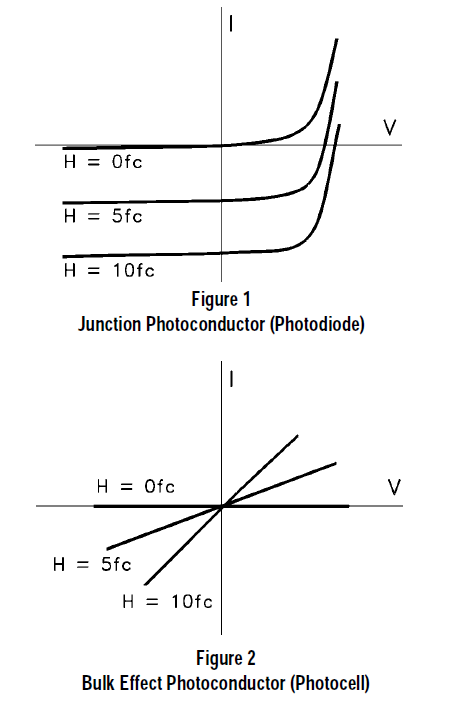 I
V
H = 0fc
H = 5fc
H = 10fc
Figure 1
Junction Photoconductor (Photodiode)
I
H = 0fc
V
H = 5fc
H = 10fc
Figure 2
Bulk Effect Photoconductor (Photocell)